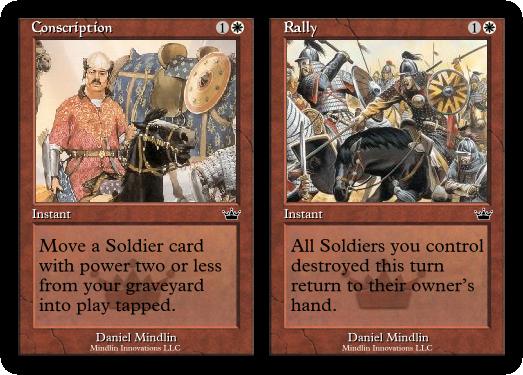 Conscription 1
Instant
Move a Soldier card
with power two or less
from your graveyard
into play tapped.
Daniel Mindlin
Mindlin Innovations LLC
Rally 1
Instant
All Soldiers you control
destroyed this turn
return to their owner's
hand.
Daniel Mindlin
Mindlin Innovations LLC